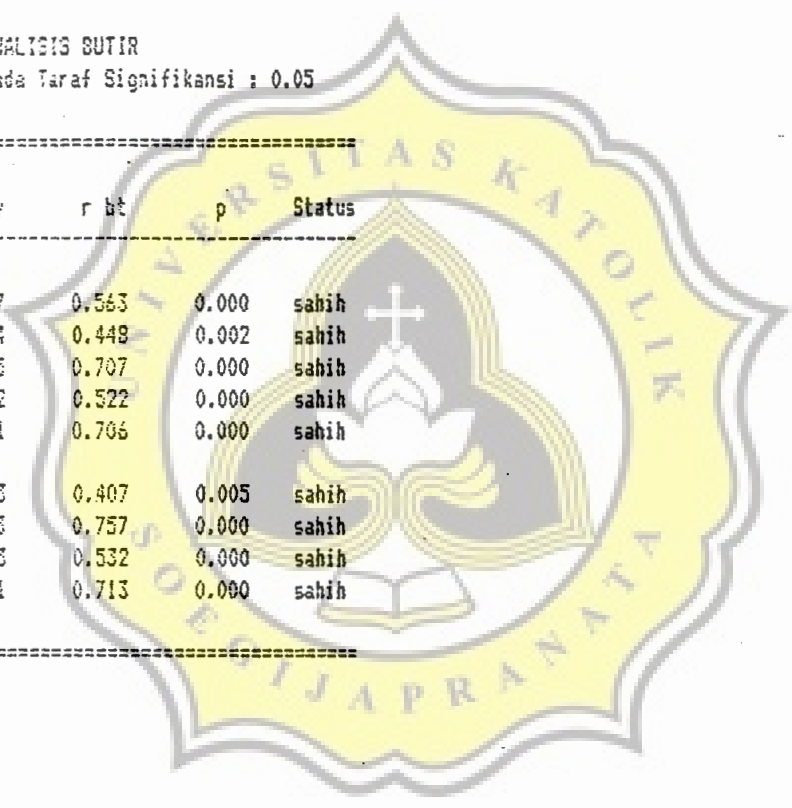 ANALISIS BUTIR
pada Taraf Signifikansi : 0.05
r bt p Status
0.563 0.000 sahih
0.448 0.002 sahih
0.707 0.000 sahih
0.522 0.000 sahih
0.706 0.000 sahih
0.407 0.005 sahih
0.757 0.000 sahih
0.532 0.000 sahih
0.713 0.000 sahih
UNIVERSITAS KATOLIK
SOEGIJAPRANATA